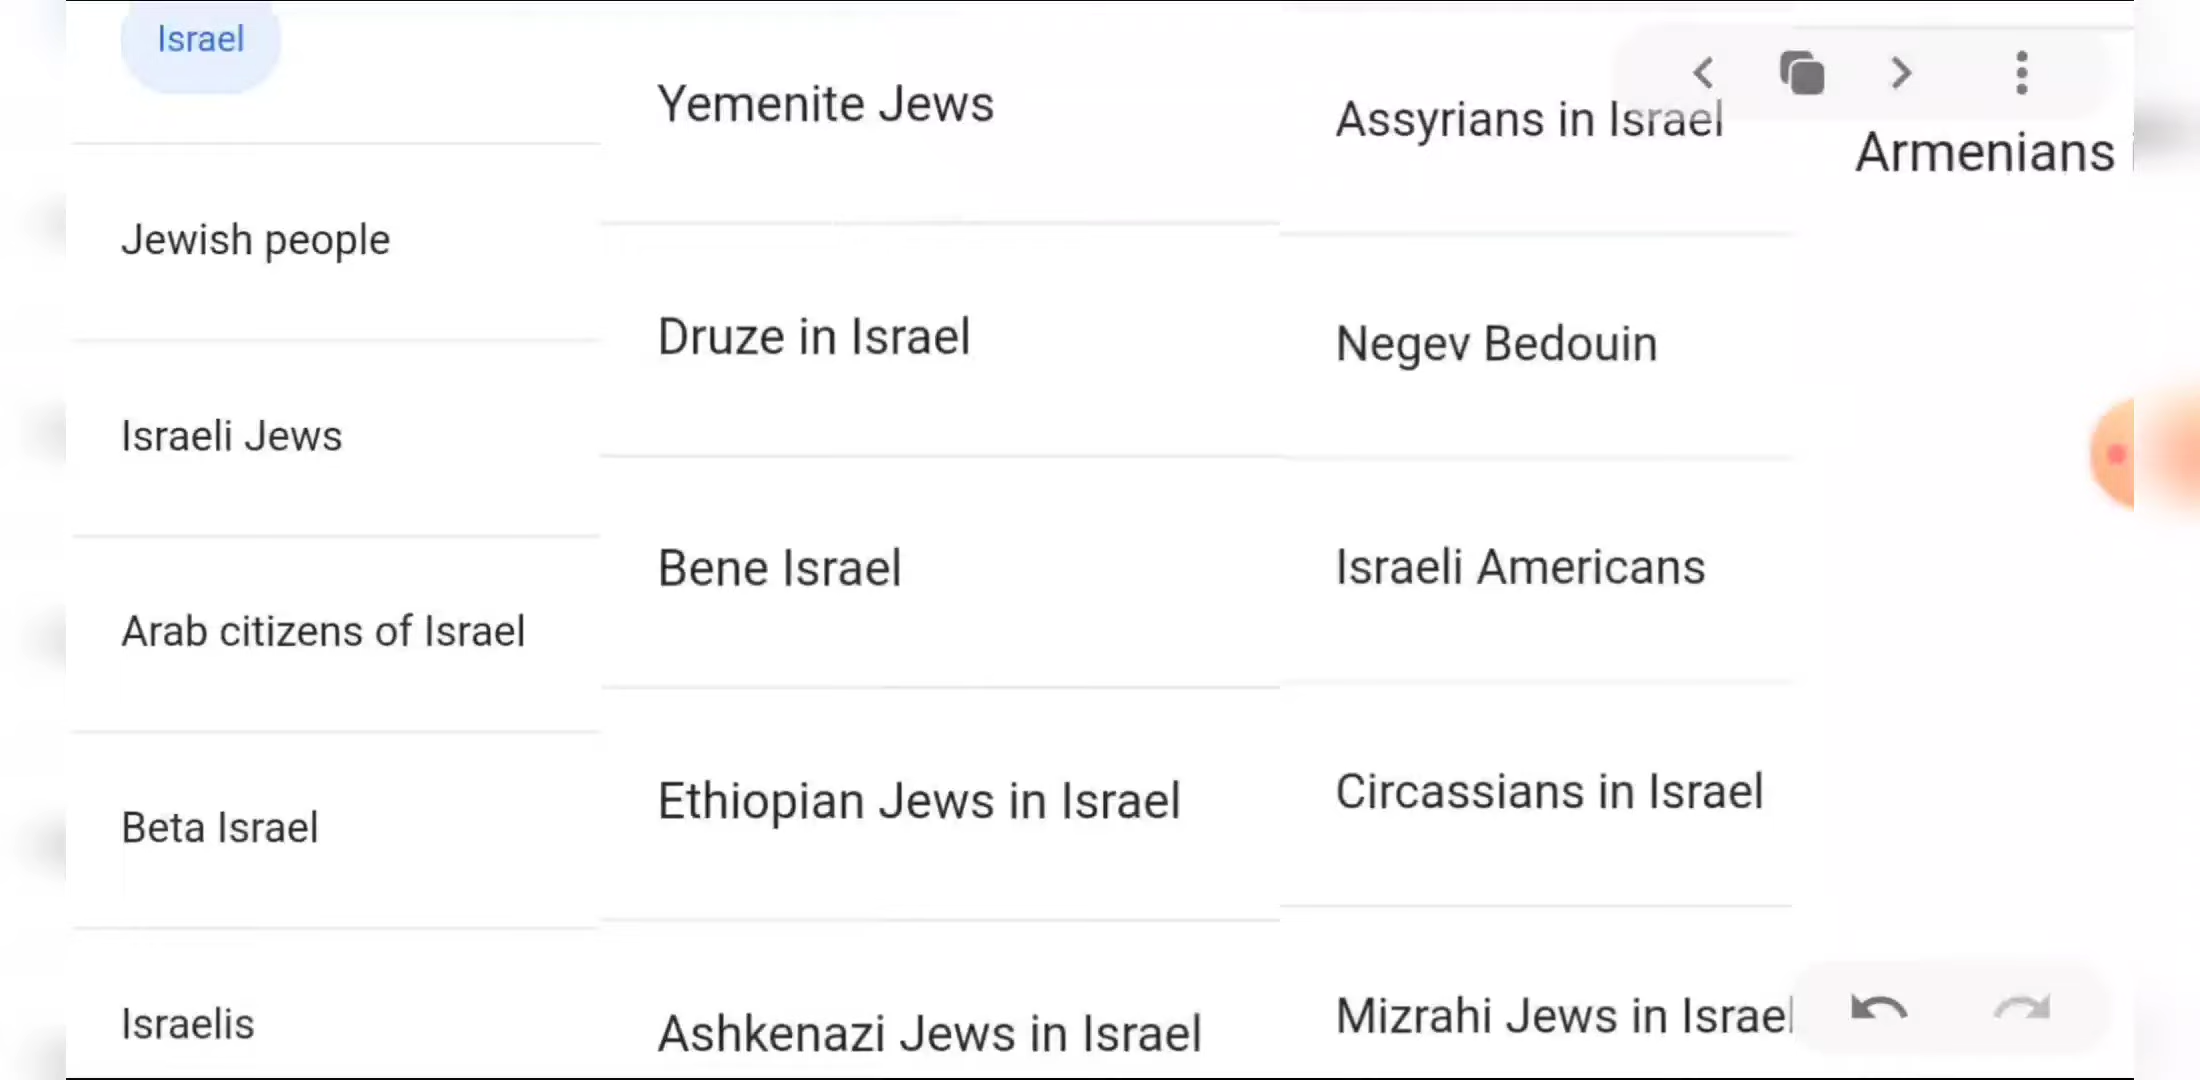 Israel
Jewish people
Israeli Jews
Arab citizens of Israel
Beta Israel
Israelis
Yemenite Jews
Druze in Israel
Bene Israel
Ethiopian Jews in Israel
Ashkenazi Jews in Israel
Assyrians in Israel
Negev Bedouin
Israeli Americans
Circassians in Israel
Mizrahi Jews in Israel
Armenians